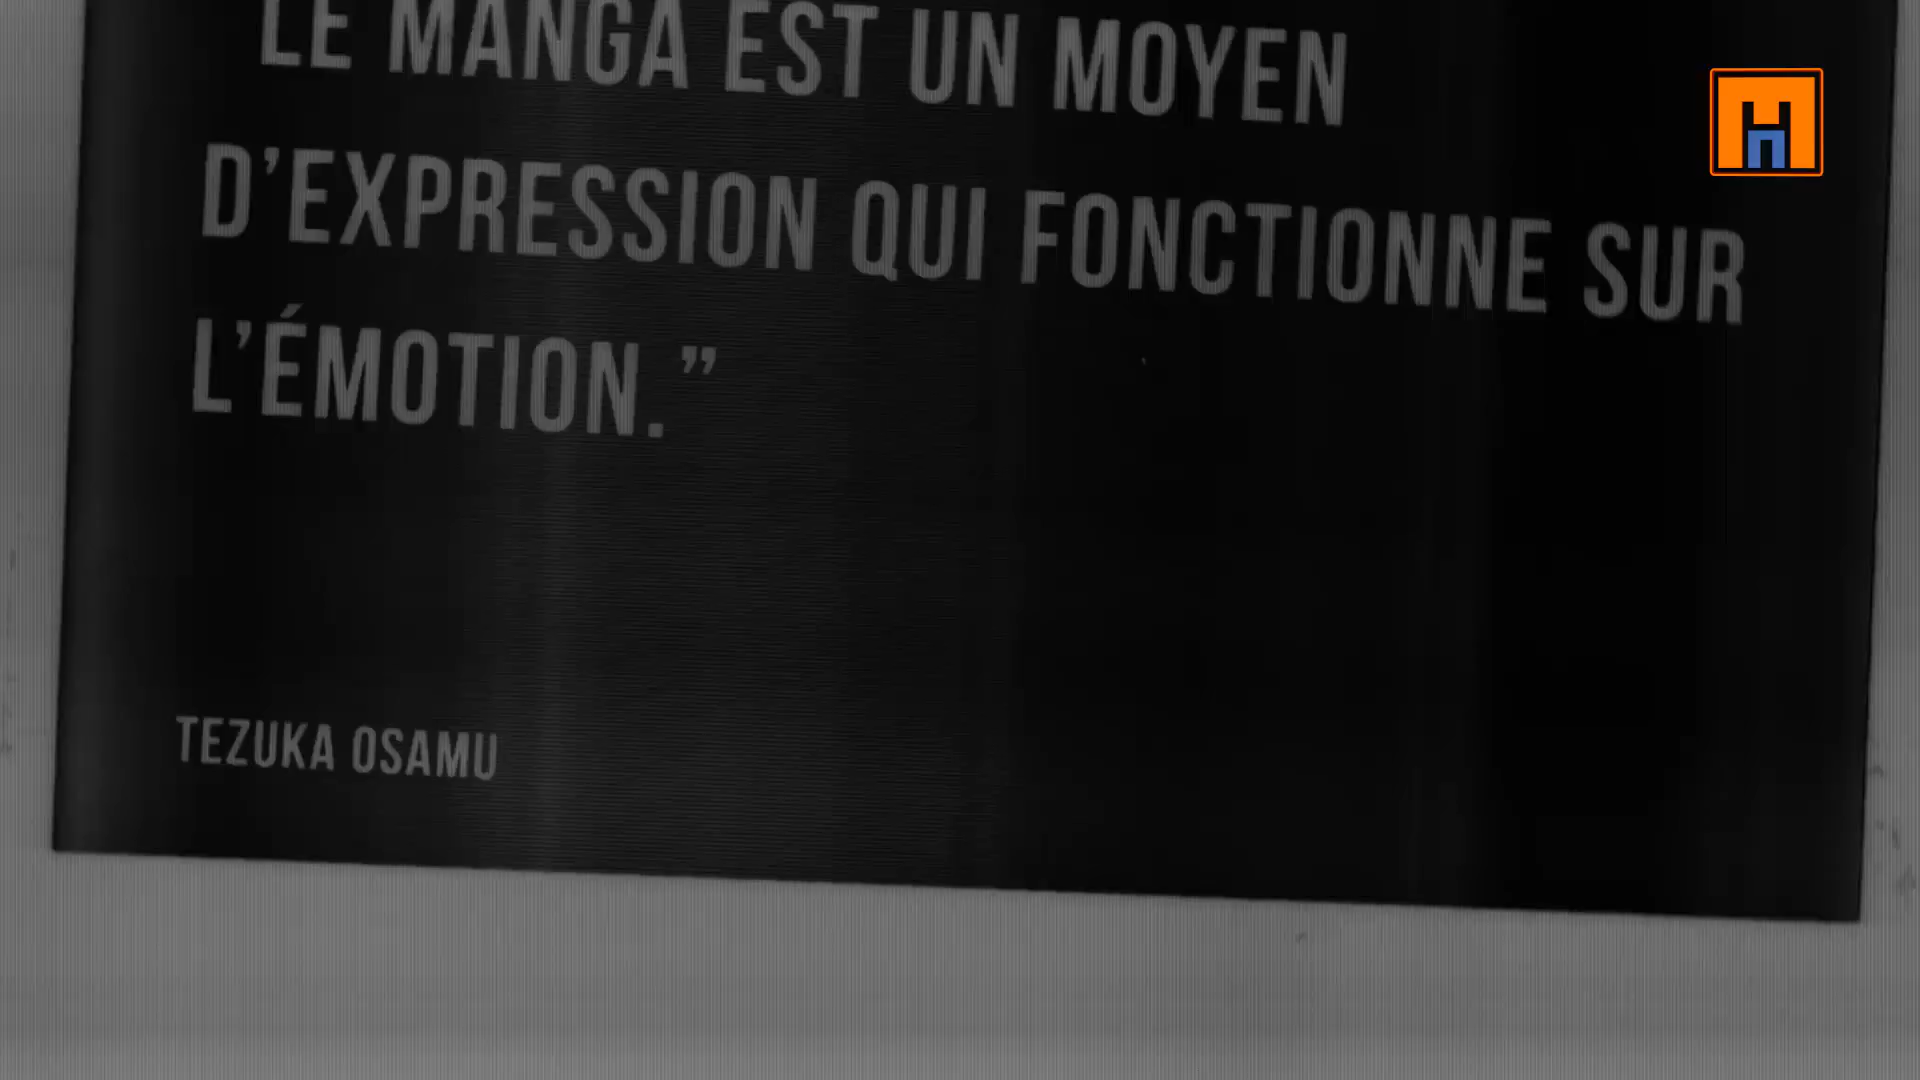 LE MANGA EST UN MOYEN
D’EXPRESSION QUI FONCTIONNE SUR
L’ÉMOTION.”
TEZUKA OSAMU